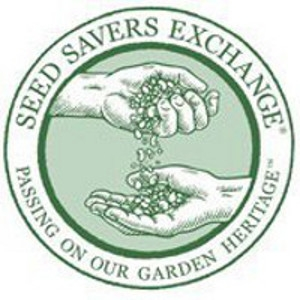 SEED SAVERS EXCHANGE®
PASSING ON OUR GARDEN HERITAGE™